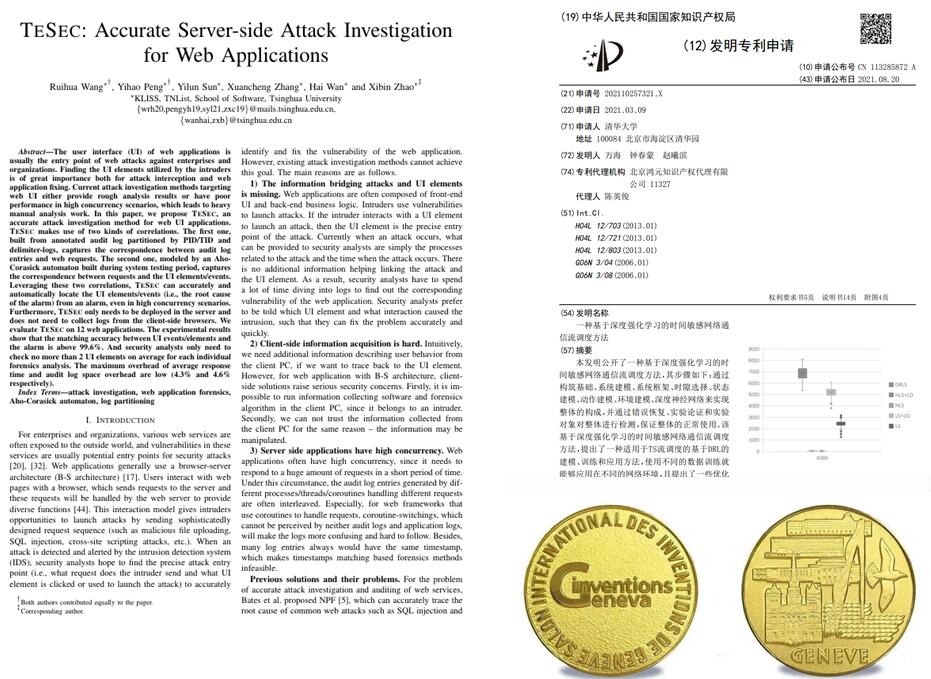 TESEC: Accurate Server-side Attack Investigation
for Web Applications
Ruihua Wang*†, Yihao Peng*†, Yilun Sun*, Xuancheng Zhang*, Hai Wan* and Xibin Zhao*‡
*KLISS, TNList, School of Software, Tsinghua University
{wrh20,pengyh19,syl21,zxc19}@mails.tsinghua.edu.cn,
{wanhai,zxb}@tsinghua.edu.cn
Abstract—The user interface (UI) of web applications is
usually the entry point of web attacks against enterprises and
organizations. Finding the UI elements utilized by the intruders
is of great importance both for attack interception and web
application fixing. Current attack investigation methods targeting
web UI either provide rough analysis results or have poor
performance in high concurrency scenarios, which leads to heavy
manual analysis work. In this paper, we propose TESEC, an
accurate attack investigation method for web UI applications.
TESEC makes use of two kinds of correlations. The first one,
built from annotated audit log partitioned by PID/TID and
delimiter-logs, captures the correspondence between audit log
entries and web requests. The second one, modeled by an Aho-
Corasick automaton built during system testing period, captures
the correspondence between requests and the UI elements/events.
Leveraging these two correlations, TESEC can accurately and
automatically locate the UI elements/events (i.e., the root cause
of the alarm) from an alarm, even in high concurrency scenarios.
Furthermore, TESEC only needs to be deployed in the server and
does not need to collect logs from the client-side browsers. We
evaluate TESEC on 12 web applications. The experimental results
show that the matching accuracy between UI events/elements and
the alarm is above 99.6%. And security analysts only need to
check no more than 2 UI elements on average for each individual
forensics analysis. The maximum overhead of average response
time and audit log space overhead are low (4.3% and 4.6%
respectively).
Index Terms—attack investigation, web application, forensics,
Aho-Corasick automaton, log partitioning
I. INTRODUCTION
For enterprises and organizations, various web services are
often exposed to the outside world, and vulnerabilities in these
services are usually potential entry points for security attacks
[20], [32]. Web applications generally use a browser-server
architecture (B-S architecture) [17]. Users interact with web
pages with a browser, which sends requests to the server and
these requests will be handled by the web server to provide
diverse functions [44]. This interaction model gives intruders
opportunities to launch attacks by sending sophisticatedly
designed request sequence (such as malicious file uploading,
SQL injection, cross-site scripting attacks, etc.). When an
attack is detected and alerted by the intrusion detection system
(IDS), security analysts hope to find the precise attack entry
point (i.e., what request does the intruder send and what UI
element is clicked or used to launch the attack) to accurately
†Both authors contributed equally to the paper.
‡Corresponding author.
identify and fix the vulnerability of the web application.
However, existing attack investigation methods cannot achieve
this goal. The main reasons are as follows.
1) The information bridging attacks and UI elements
is missing. Web applications are often composed of front-end
UI and back-end business logic. Intruders use vulnerabilities
to launch attacks. If the intruder interacts with a UI element
to launch an attack, then the UI element is the precise entry
point of the attack. Currently when an attack occurs, what
can be provided to security analysts are simply the processes
related to the attack and the time when the attack occurs. There
is no additional information helping linking the attack and
the UI element. As a result, security analysts have to spend
a lot of time diving into logs to find out the corresponding
vulnerability of the web application. Security analysts prefer
to be told which UI element and what interaction caused the
intrusion, such that they can fix the problem accurately and
quickly.
2) Client-side information acquisition is hard. Intuitively,
we need additional information describing user behavior from
the client PC, if we want to trace back to the UI element.
However, for web application with B-S architecture, client-
side solutions raise serious security concerns. Firstly, it is im-
possible to run information collecting software and forensics
algorithm in the client PC, since it belongs to an intruder.
Secondly, we can not trust the information collected from
the client PC for the same reason – the information may be
manipulated.
3) Server side applications have high concurrency. Web
applications often have high concurrency, since it needs to
respond to a huge amount of requests in a short period of time.
Under this circumstance, the audit log entries generated by dif-
ferent processes/threads/coroutines handling different requests
are often interleaved. Especially, for web frameworks that
use coroutines to handle requests, coroutine-switchings, which
cannot be perceived by neither audit logs and application logs,
will make the logs more confusing and hard to follow. Besides,
many log entries always would have the same timestamp,
which makes timestamps matching based forensics methods
infeasible.
Previous solutions and their problems. For the problem
of accurate attack investigation and auditing of web services,
Bates et al. proposed NPF [5], which can accurately trace the
root cause of common web attacks such as SQL injection and
(19)中华人民共和国国家知识产权局
(12)发明专利申请
(10)申请公布号 CN 113285872 A
(43)申请公布日 2021.08.20
(21)申请号 202110257321.X
(22)申请日 2021.03.09
(71)申请人 清华大学
地址 100084 北京市海淀区清华园
(72)发明人 万海 钟春蒙 赵曦滨
(74)专利代理机构 北京鸿元知识产权代理有限
公司 11327
代理人 陈英俊
(51)Int.Cl.
H04L 12/703(2013.01)
H04L 12/721(2013.01)
H04L 12/803(2013.01)
G06N 3/04(2006.01)
G06N 3/08(2006.01)
权利要求书5页 说明书14页 附图4页
(54)发明名称
一种基于深度强化学习的时间敏感网络通
信流调度方法
(57)摘要
本发明公开了一种基于深度强化学习的时
间敏感网络通信流调度方法,其步骤如下:通过
构筑基础、系统建模、系统框架、时隙选择、状态
建模、动作建模、环境建模、深度神经网络来实现
整体的构成,并通过错误恢复、实验论证和实验
对象对整体进行检测,保证整体的正常使用。该
基于深度强化学习的时间敏感网络通信流调度
方法,提出了一种适用于TS流调度的基于DRL的
建模、训练和应用方法,使用不同的数据训练就
能够应用在不同的网络环境,且提出了一些优化
9000
8000
7000
6000
5000
4000
3000
2000
1000
0
A380
DRLS
HLS+LD
HLS
LS+LD
LS
SALON INTERNATIONAL DES INVENTIONS DE GENEVE
inventions
Geneva
GENEVE